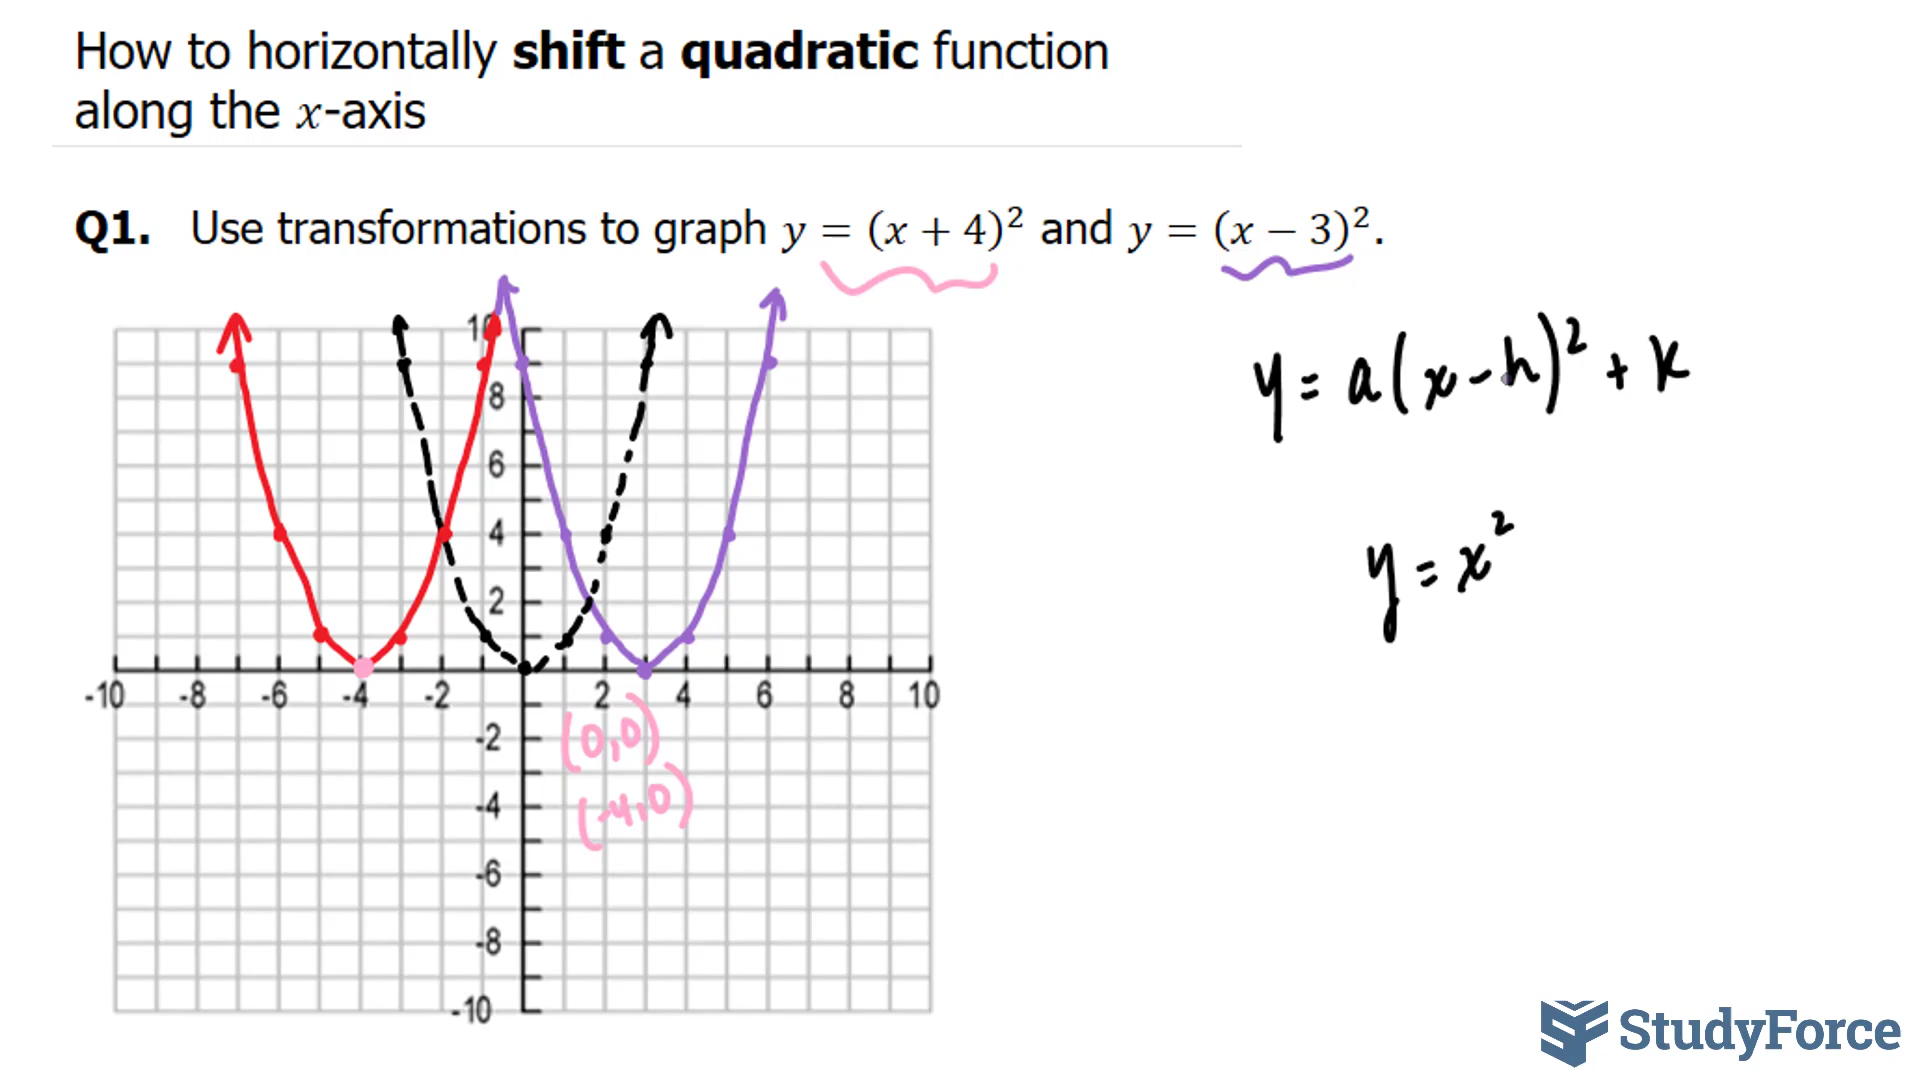 How to horizontally shift a quadratic function
along the x-axis
Q1. Use transformations to graph y = (x + 4)² and y = (x − 3)².
y = a(x-h)² + k
y = x²
10
8
6
4
2
-10 -8 -6 -4 -2 2 4 6 8 10
-2
(0,0)
-4
(-4,0)
-6
-8
-10
StudyForce